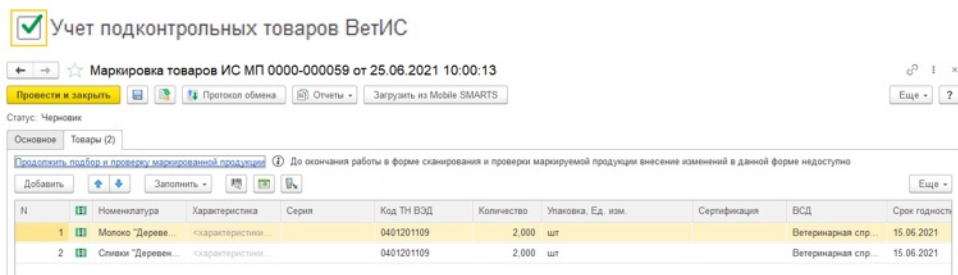 Учет подконтрольных товаров ВетИС
Маркировка товаров ИС МП 0000-000059 от 25.06.2021 10:00:13
Провести и закрыть Протокол обмена Отчеты Загрузить из Mobile SMARTS Еще ?
Статус: Черновик
Основное Товары (2)
Продолжить подбор и проверку маркированной продукции До окончания работы в форме сканирования и проверки маркируемой продукции внесение изменений в данной форме недоступно
Добавить Заполнить Еще
N Номенклатура Характеристика Серия Код ТН ВЭД Количество Упаковка, Ед. изм. Сертификация ВСД Срок годности
1 Молоко "Дереве... <характеристики... 0401201109 2,000 шт Ветеринарная спр... 15.06.2021
2 Сливки "Деревен... <характеристики... 0401201109 2,000 шт Ветеринарная спр... 15.06.2021